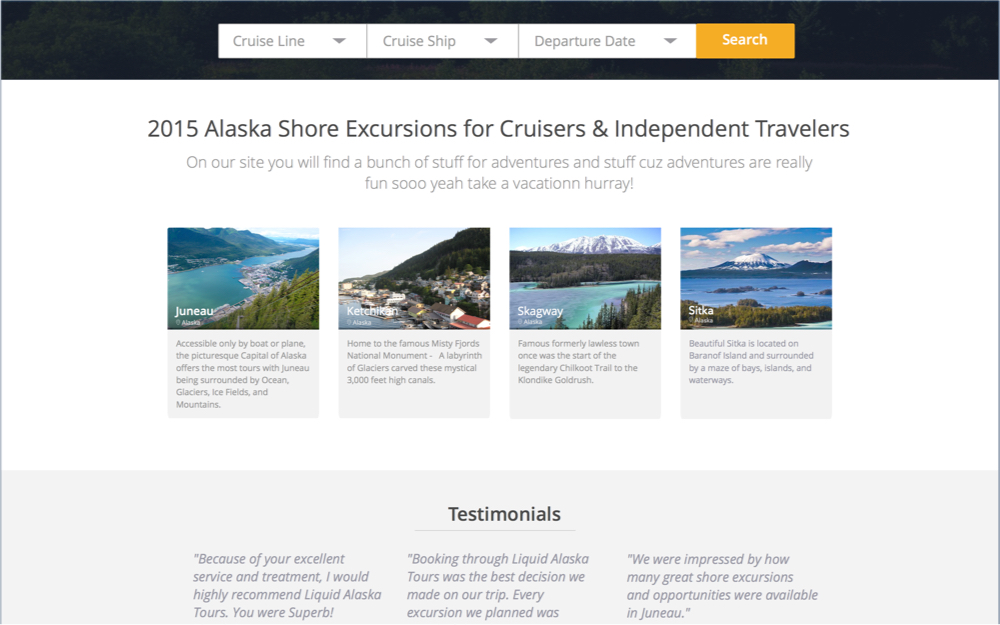 Cruise Line
Cruise Ship
Departure Date
Search
2015 Alaska Shore Excursions for Cruisers & Independent Travelers
On our site you will find a bunch of stuff for adventures and stuff cuz adventures are really
fun sooo yeah take a vacationn hurray!
Juneau
Alaska
Accessible only by boat or plane,
the picturesque Capital of Alaska
offers the most tours with Juneau
being surrounded by Ocean,
Glaciers, Ice Fields, and
Mountains.
Ketchikan
Alaska
Home to the famous Misty Fjords
National Monument - A labyrinth
of Glaciers carved these mystical
3,000 feet high canals.
Skagway
Alaska
Famous formerly lawless town
once was the start of the
legendary Chilkoot Trail to the
Klondike Goldrush.
Sitka
Alaska
Beautiful Sitka is located on
Baranof Island and surrounded
by a maze of bays, islands, and
waterways.
Testimonials
"Because of your excellent
service and treatment, I would
highly recommend Liquid Alaska
Tours. You were Superb!
"Booking through Liquid Alaska
Tours was the best decision we
made on our trip. Every
excursion we planned was
"We were impressed by how
many great shore excursions
and opportunities were available
in Juneau."